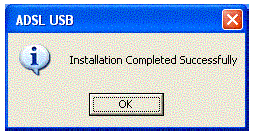 ADSL USB
Installation Completed Successfully
OK